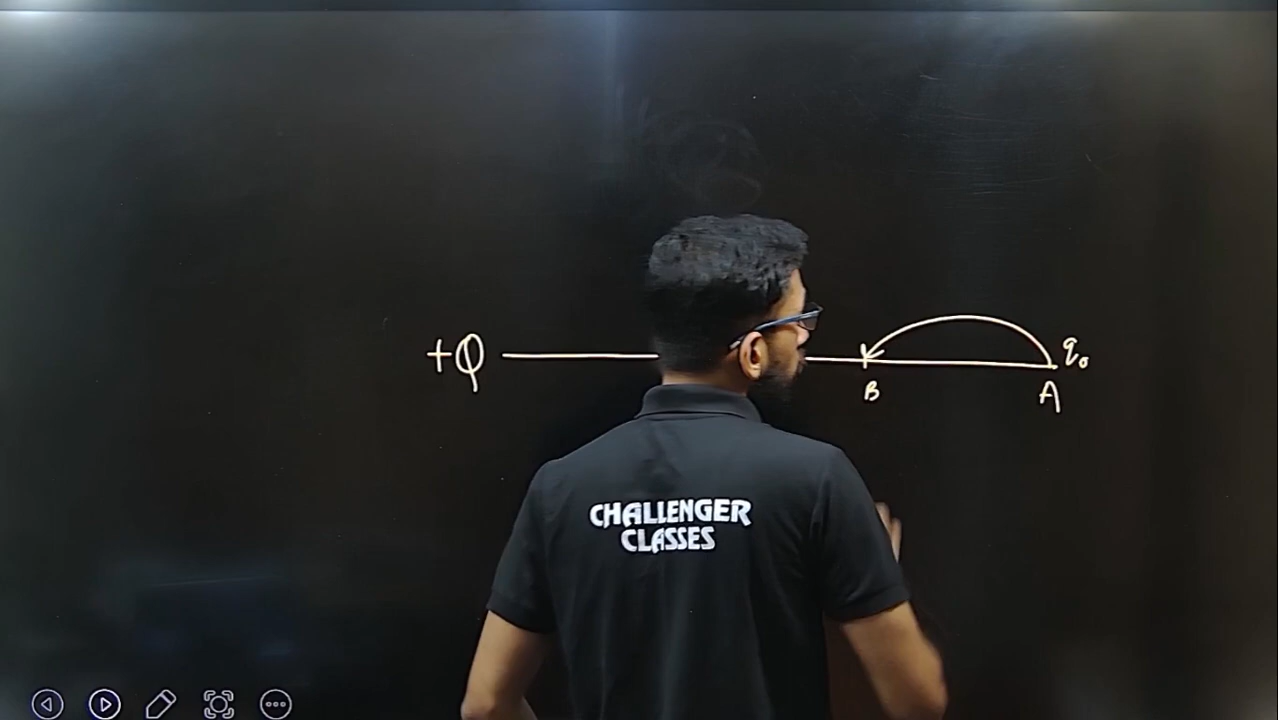 +Q
q₀
B
A
CHALLENGER
CLASSES